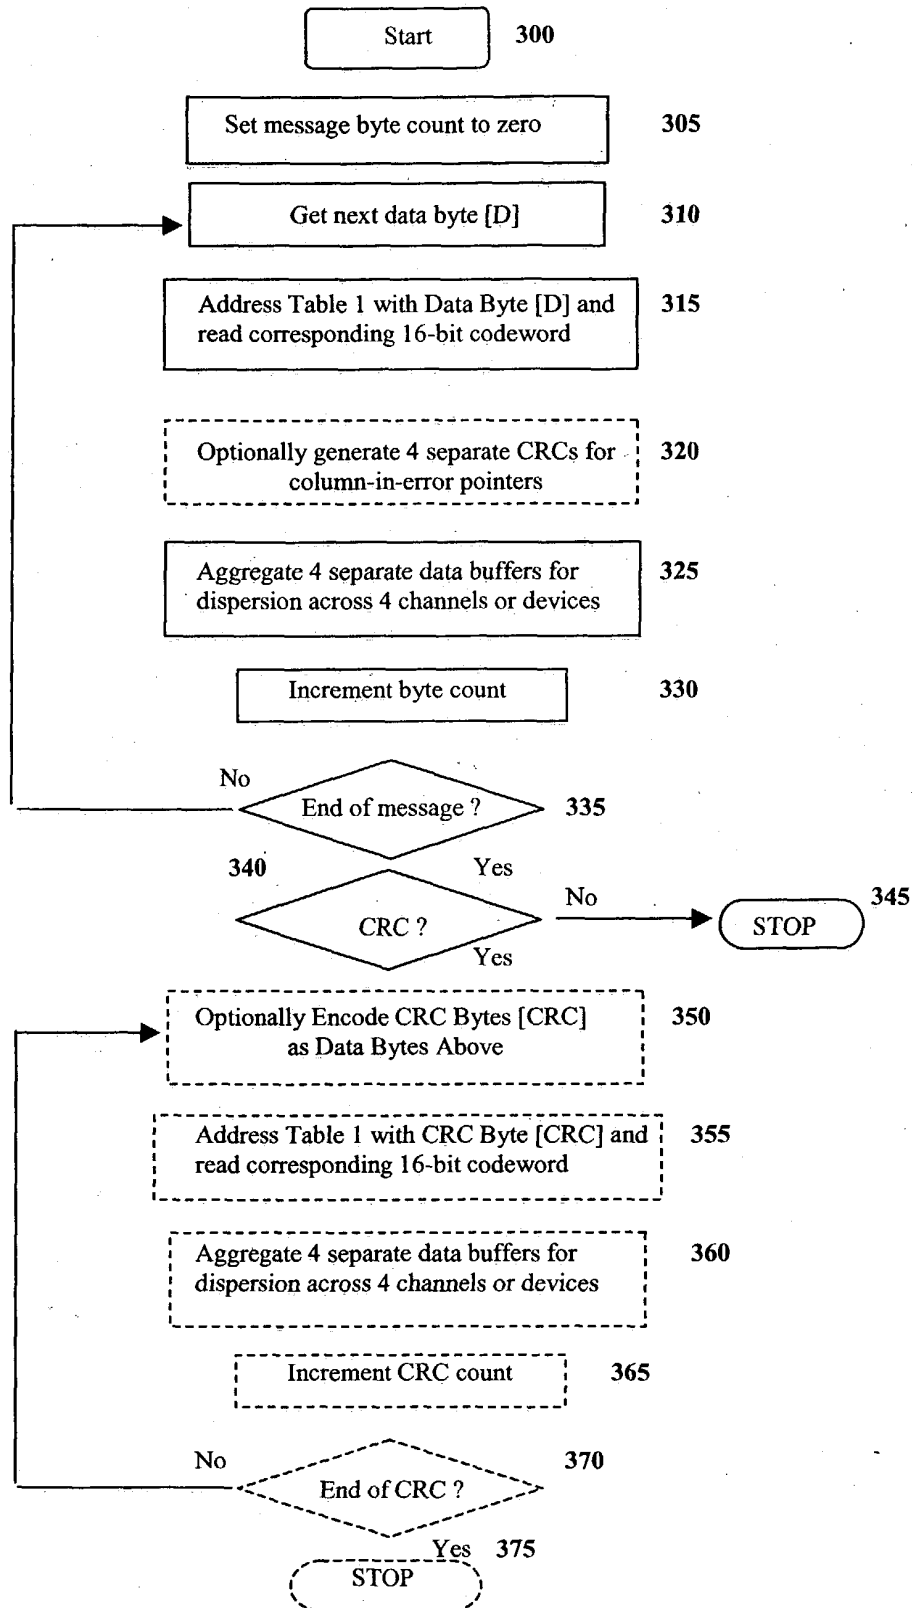 Start 300
Set message byte count to zero 305
Get next data byte [D] 310
Address Table 1 with Data Byte [D] and 315
read corresponding 16-bit codeword
Optionally generate 4 separate CRCs for 320
column-in-error pointers
Aggregate 4 separate data buffers for 325
dispersion across 4 channels or devices
Increment byte count 330
No
End of message ? 335
340 Yes
No 345
CRC ? STOP
Yes
Optionally Encode CRC Bytes [CRC] 350
as Data Bytes Above
Address Table 1 with CRC Byte [CRC] and 355
read corresponding 16-bit codeword
Aggregate 4 separate data buffers for 360
dispersion across 4 channels or devices
Increment CRC count 365
No 370
End of CRC ?
Yes 375
STOP